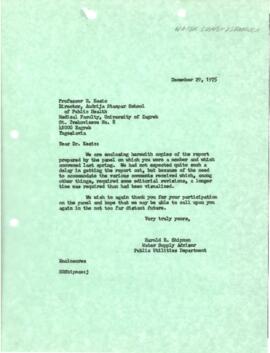 December 29, 1975
Professor B. Kesic
Director, Andrija Stampar School
of Public Health
Medical Faculty, University of Zagreb
St. Rockoviceva No. 8
41000 Zagreb
Yugoslavia
Dear Dr. Kesic:
We are enclosing herewith copies of the report
prepared by the panel on which you were a member and which
convened last spring. We had not expected quite such a
delay in getting the report out, but because of the need
to accommodate the various comments received which, among
other things, required some editorial revisions, a longer
time was required than had been visualized.
We wish to again thank you for your participation
on the panel and hope that we may be able to call upon you
again in the not too far distant future.
Very truly yours,
Harold R. Shipman
Water Supply Advisor
Public Utilities Department
Enclosures
HRShipman:j